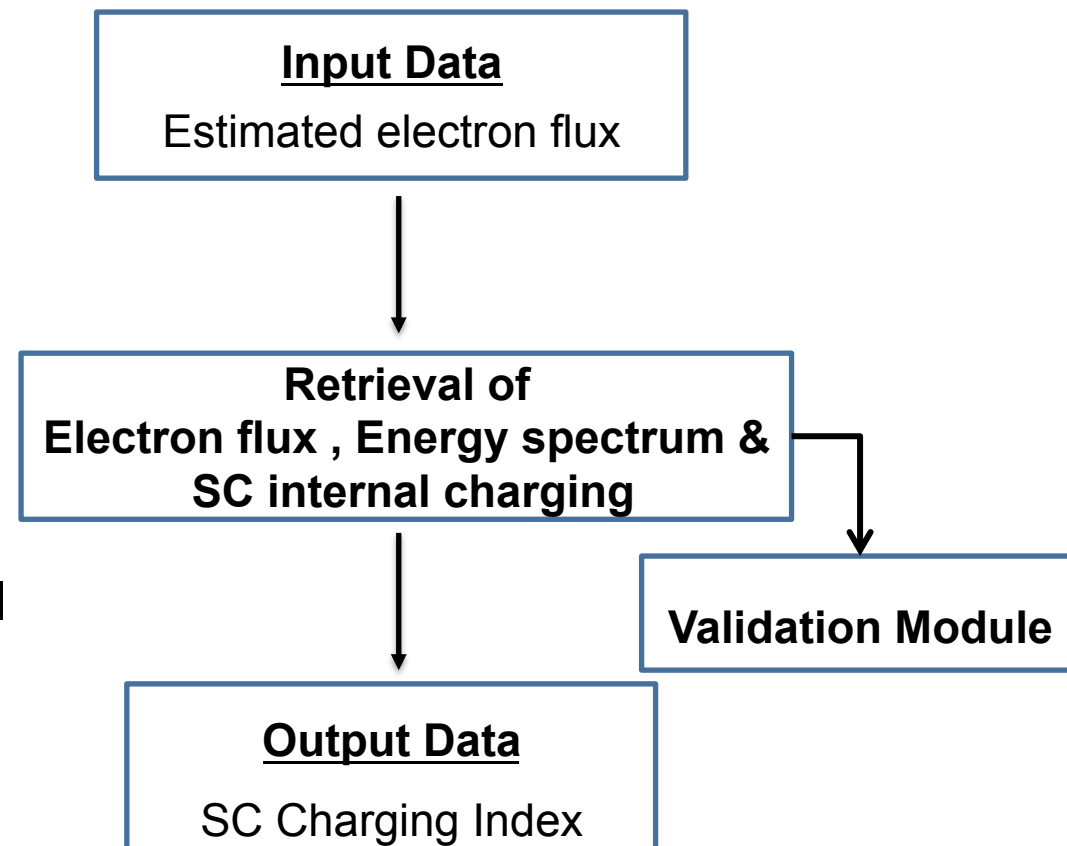 Input Data
Estimated electron flux
Retrieval of
Electron flux , Energy spectrum &
SC internal charging
Validation Module
Output Data
SC Charging Index